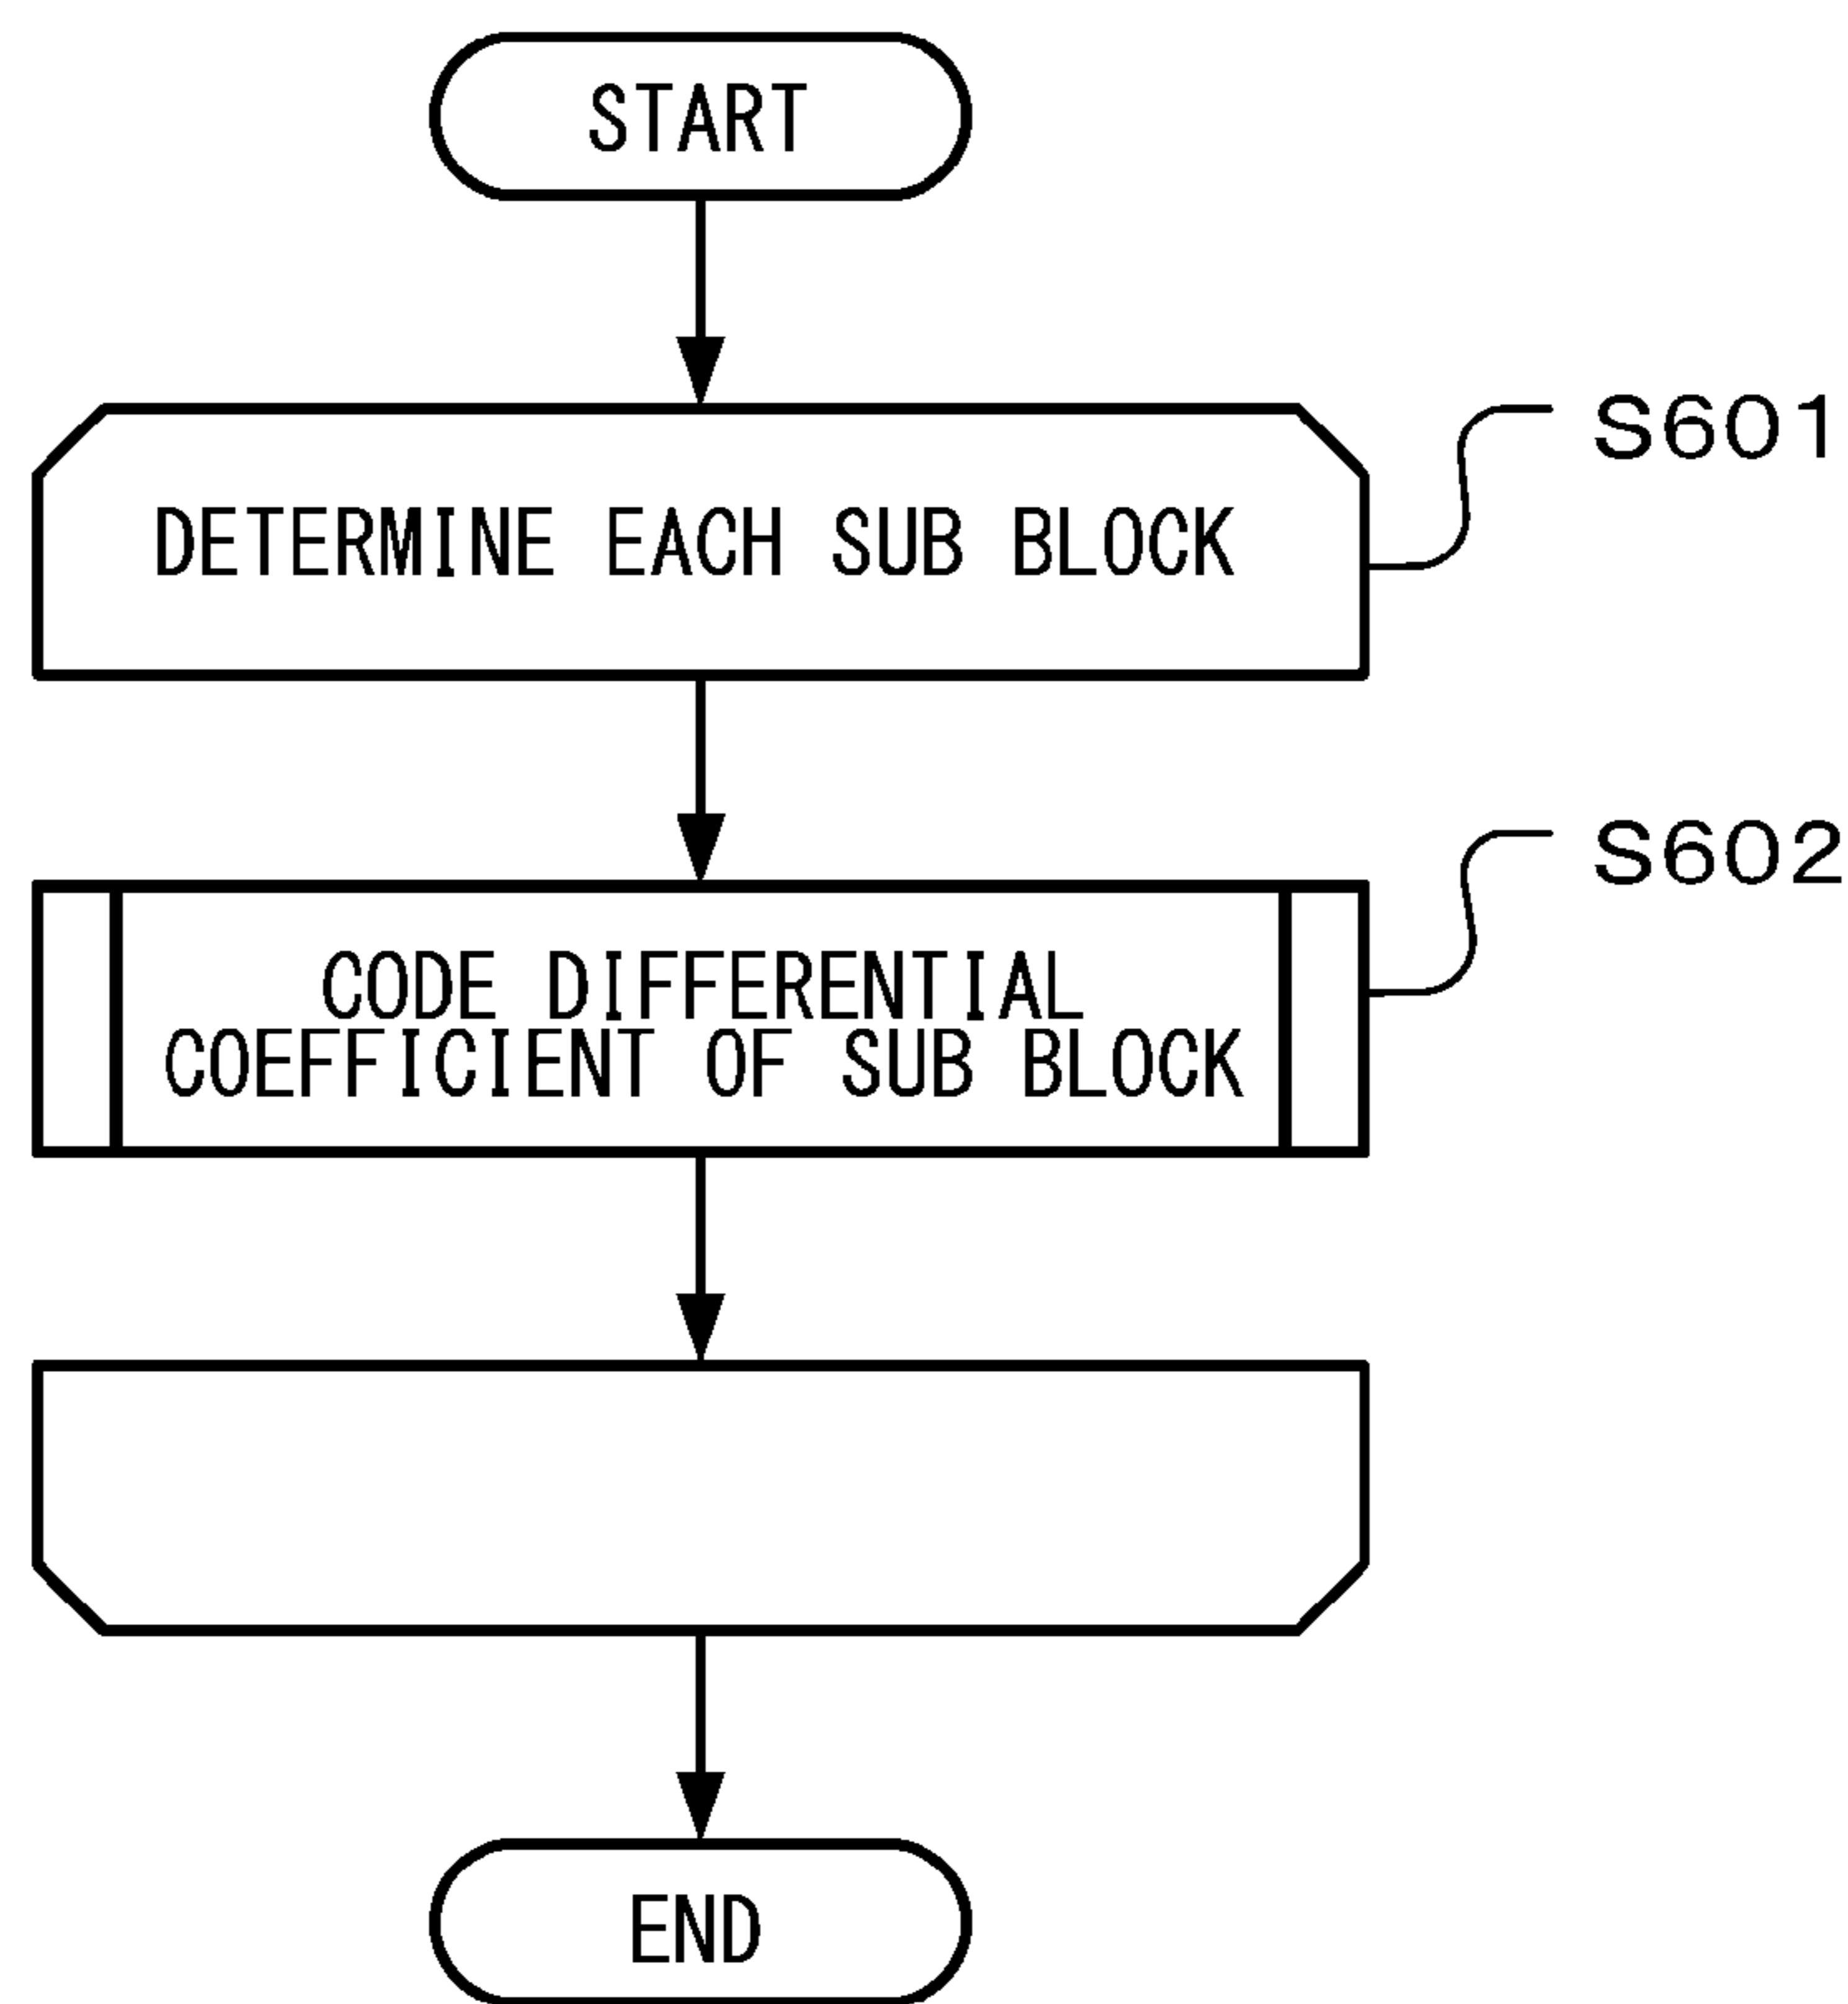 START
DETERMINE EACH SUB BLOCK
S601
S602
CODE DIFFERENTIAL
COEFFICIENT OF SUB BLOCK
END